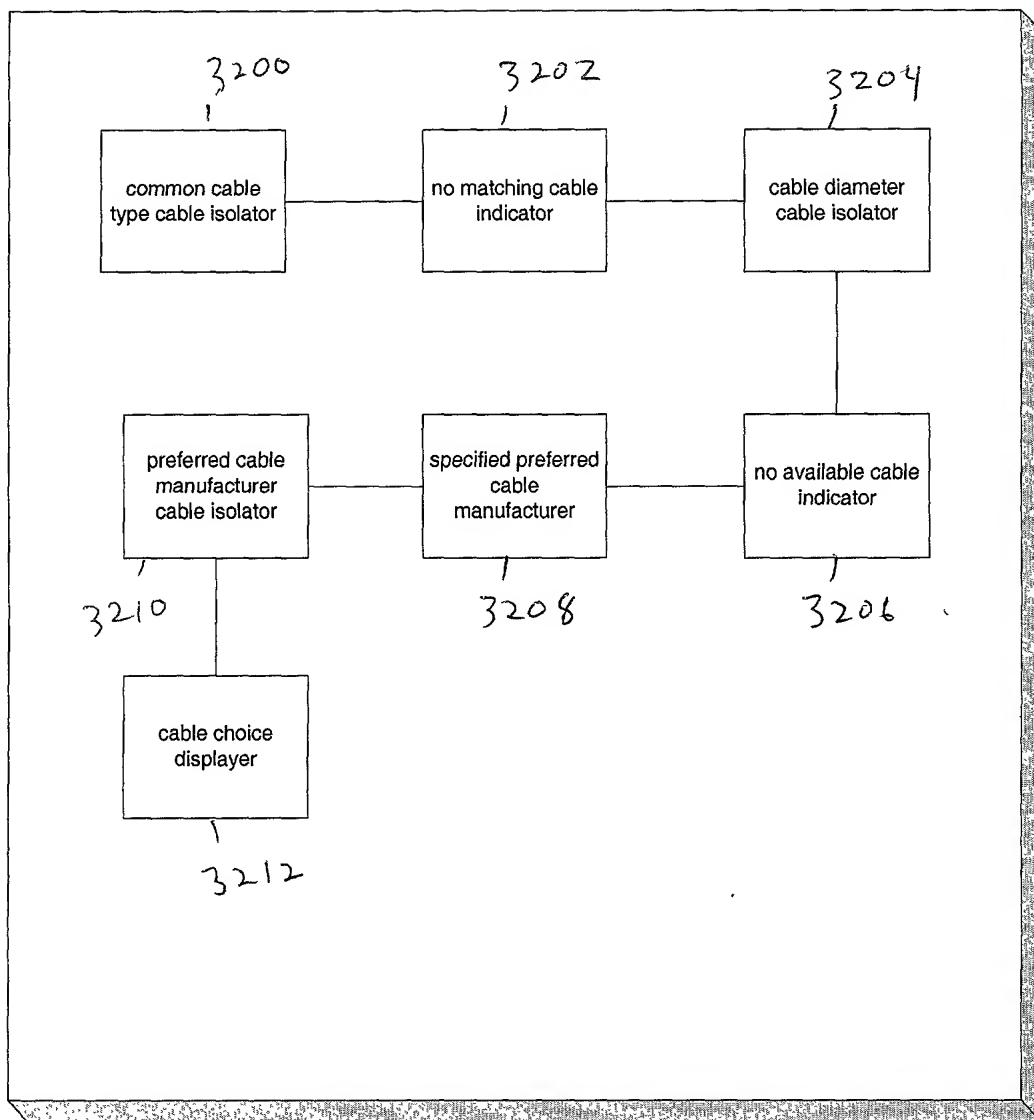 3200
3202
3204
common cable
type cable isolator
no matching cable
indicator
cable diameter
cable isolator
preferred cable
manufacturer
cable isolator
specified preferred
cable
manufacturer
no available cable
indicator
3210
3208
3206
cable choice
displayer
3212